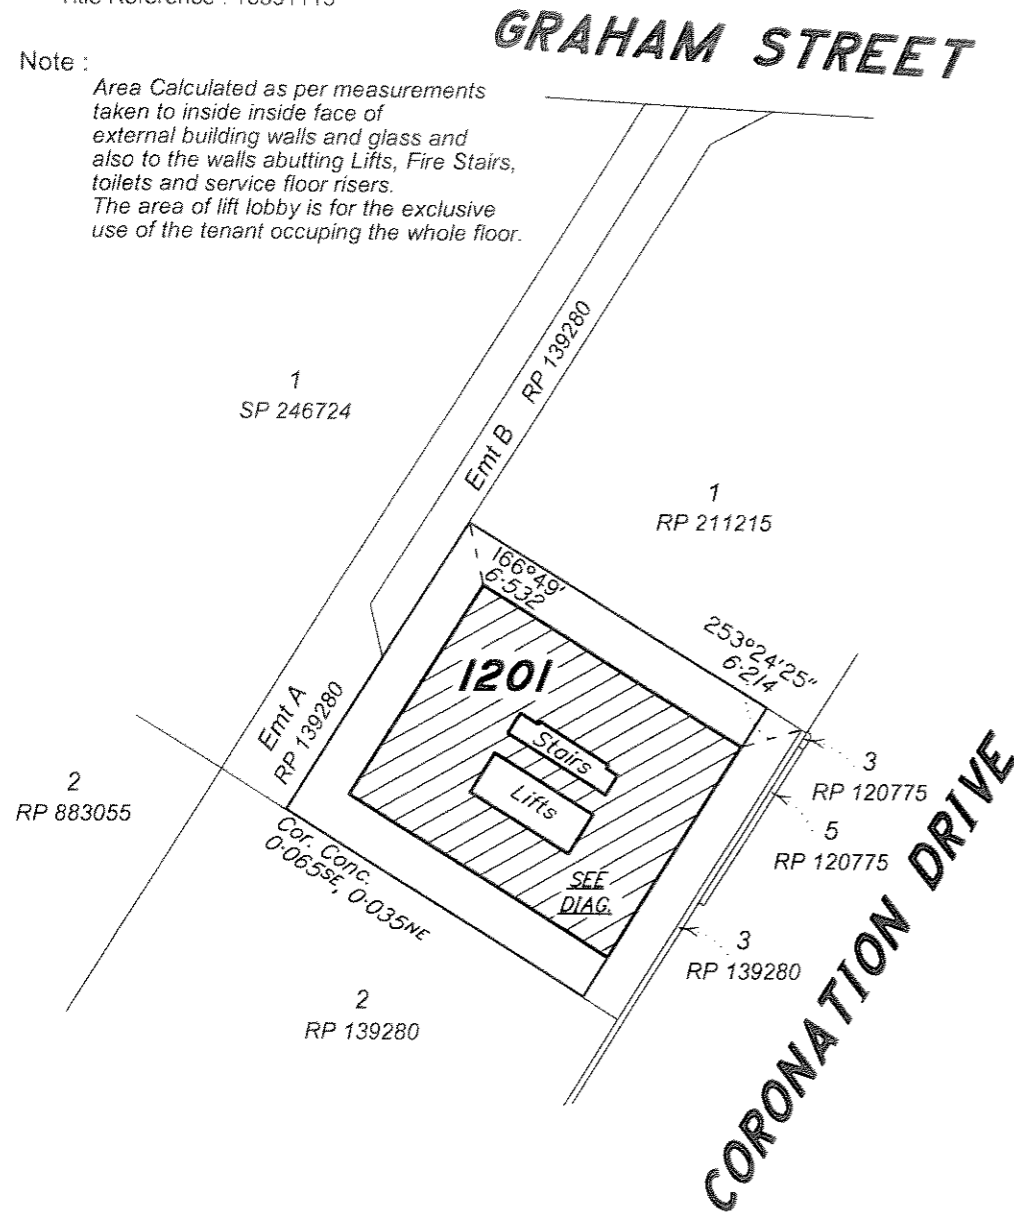 GRAHAM STREET
Note :
Area Calculated as per measurements
taken to inside inside face of
external building walls and glass and
also to the walls abutting Lifts, Fire Stairs,
toilets and service floor risers.
The area of lift lobby is for the exclusive
use of the tenant occuping the whole floor.
RP 139280
Emt B
1
SP 246724
1
RP 211215
166°49'
6·532
253°24'25"
6·214
1201
Stairs
Lifts
SEE
DIAG.
Emt A
RP 139280
2
RP 883055
Cor. Conc.
0·065SE, 0·035NE
3
RP 120775
5
RP 120775
3
RP 139280
2
RP 139280
CORONATION DRIVE